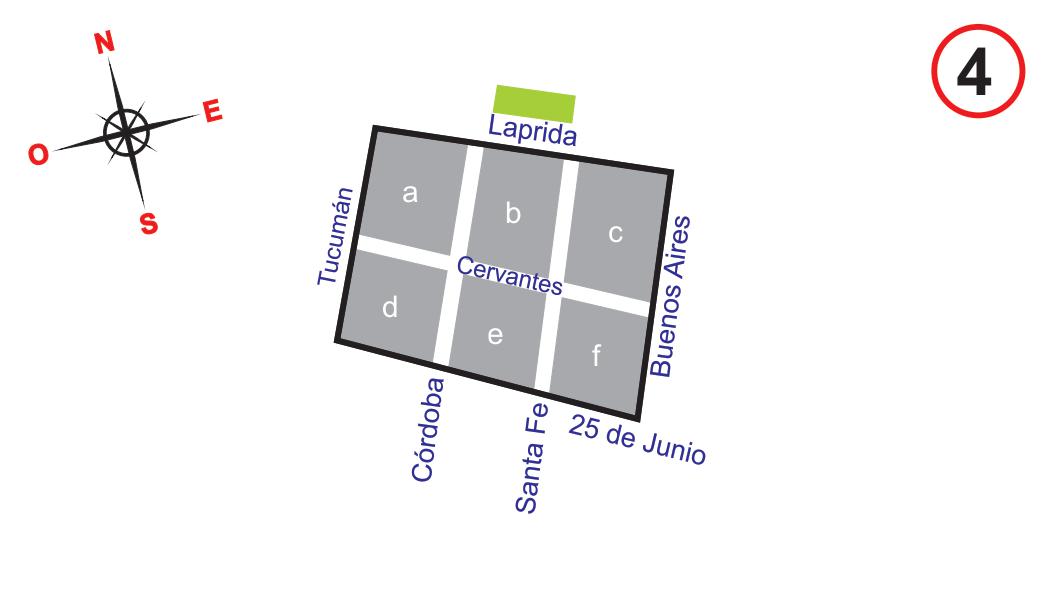 N
E
O
S
4
Laprida
a
b
c
Tucumán
Cervantes
Buenos Aires
d
e
f
Córdoba
Santa Fe
25 de Junio